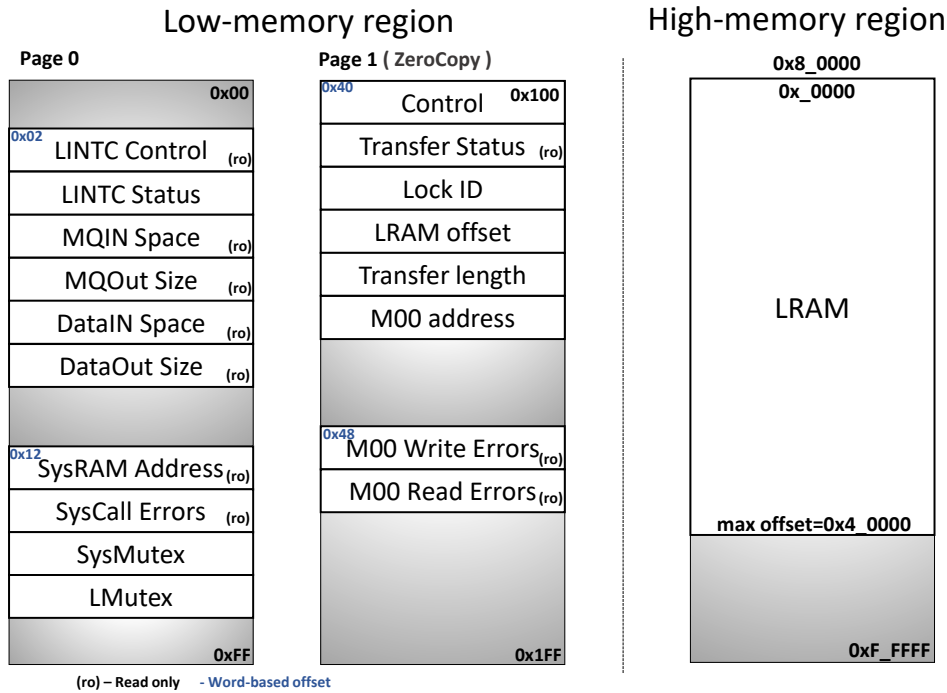 Low-memory region
High-memory region
Page 0
0x00
0x02
LINTC Control (ro)
LINTC Status
MQIN Space (ro)
MQOut Size (ro)
DataIN Space (ro)
DataOut Size (ro)
0x12
SysRAM Address (ro)
SysCall Errors (ro)
SysMutex
LMutex
0xFF
Page 1 ( ZeroCopy )
0x40
Control 0x100
Transfer Status (ro)
Lock ID
LRAM offset
Transfer length
M00 address
0x48
M00 Write Errors (ro)
M00 Read Errors (ro)
0x1FF
0x8_0000
0x_0000
LRAM
max offset=0x4_0000
0xF_FFFF
(ro) – Read only - Word-based offset